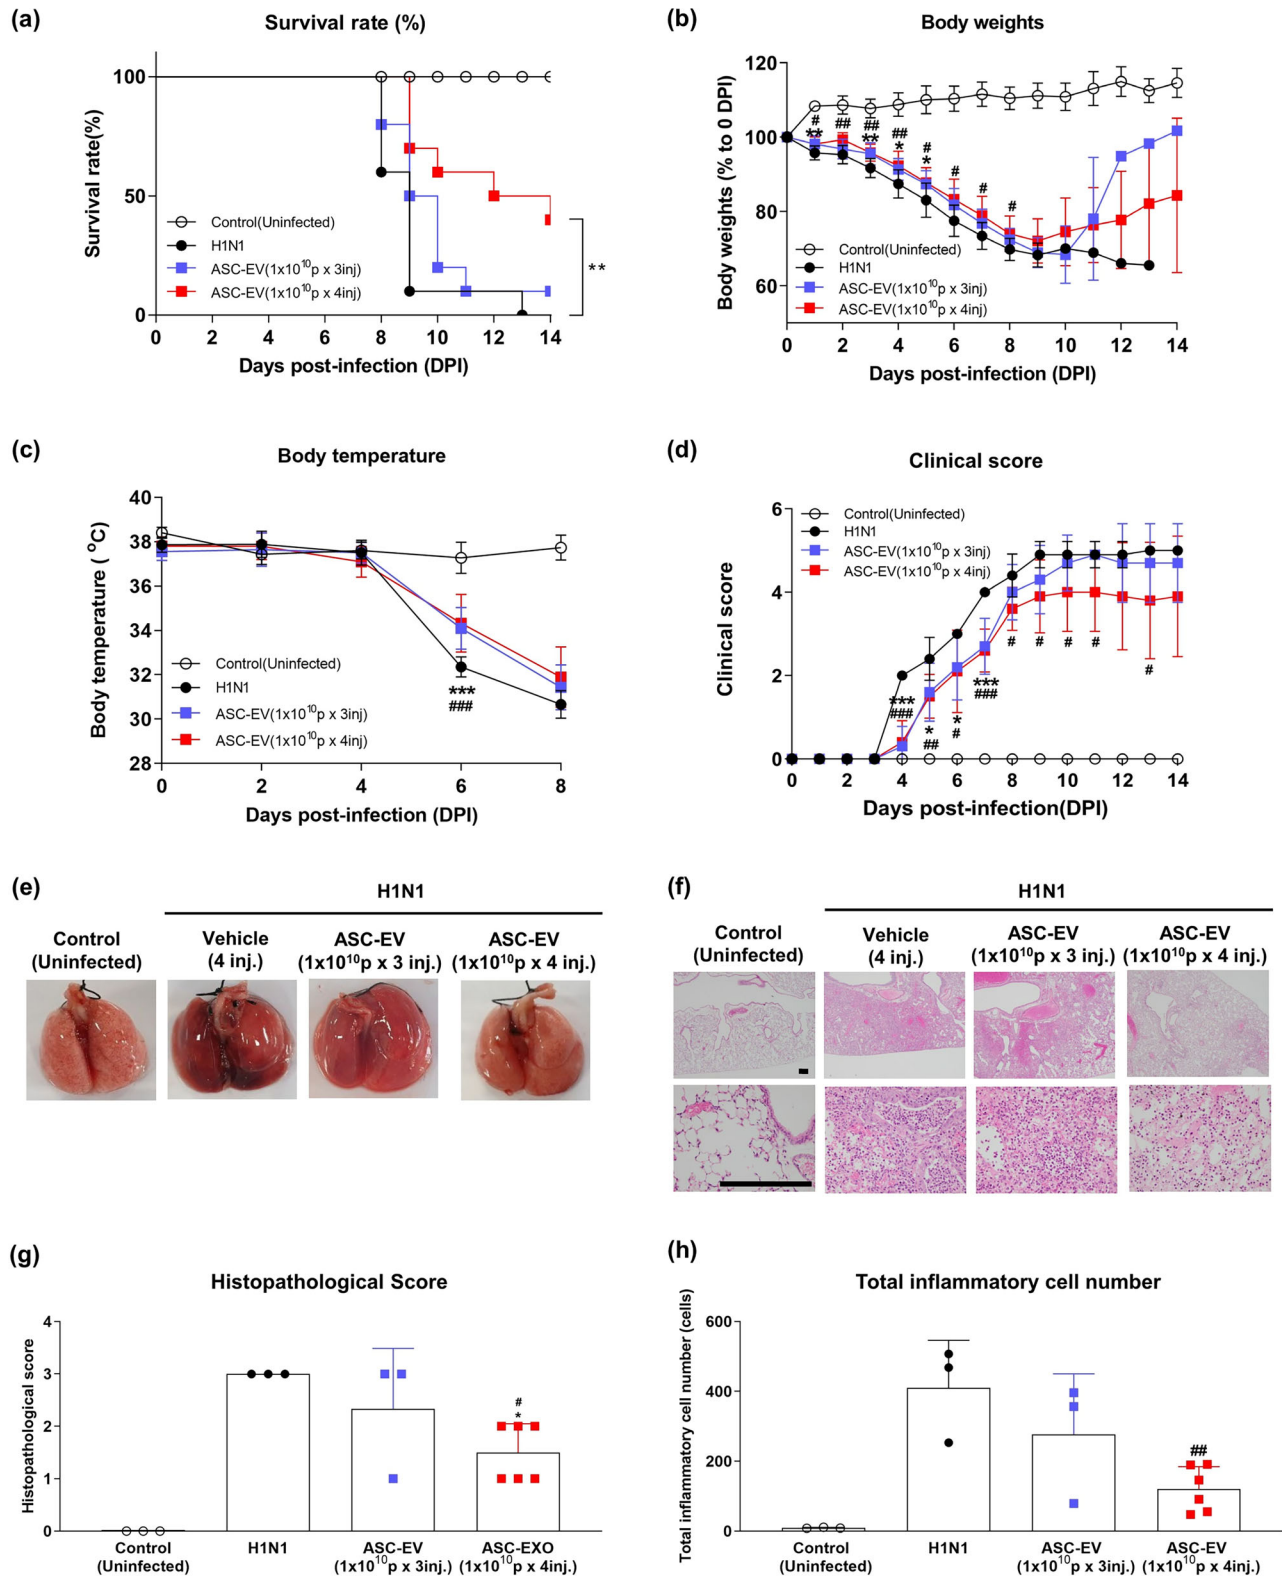 (a)
Survival rate (%)
Survival rate(%)
100
50
0
Control(Uninfected)
H1N1
ASC-EV(1x10¹⁰p x 3inj)
ASC-EV(1x10¹⁰p x 4inj)
**
0 2 4 6 8 10 12 14
Days post-infection (DPI)
(b)
Body weights
Body weights (% to 0 DPI)
120
100
80
60
#
**
##
##
**
##
*
#
*
#
#
#
Control(Uninfected)
H1N1
ASC-EV(1x10¹⁰p x 3inj)
ASC-EV(1x10¹⁰p x 4inj)
0 2 4 6 8 10 12 14
Days post-infection (DPI)
(c)
Body temperature
Body temperature ( °C)
40
38
36
34
32
30
28
Control(Uninfected)
H1N1
ASC-EV(1x10¹⁰p x 3inj)
ASC-EV(1x10¹⁰p x 4inj)
***
###
0 2 4 6 8
Days post-infection (DPI)
(d)
Clinical score
Clinical score
6
4
2
0
Control(Uninfected)
H1N1
ASC-EV(1x10¹⁰p x 3inj)
ASC-EV(1x10¹⁰p x 4inj)
***
###
*
##
*
#
***
###
# # # #
#
0 2 4 6 8 10 12 14
Days post-infection(DPI)
(e)
H1N1
Control
(Uninfected)
Vehicle
(4 inj.)
ASC-EV
(1x10¹⁰p x 3 inj.)
ASC-EV
(1x10¹⁰p x 4 inj.)
(f)
H1N1
Control
(Uninfected)
Vehicle
(4 inj.)
ASC-EV
(1x10¹⁰p x 3 inj.)
ASC-EV
(1x10¹⁰p x 4 inj.)
(g)
Histopathological Score
Histopathological score
4
3
2
1
0
#
*
Control
(Uninfected)
H1N1
ASC-EV
(1x10¹⁰p x 3inj.)
ASC-EXO
(1x10¹⁰p x 4inj.)
(h)
Total inflammatory cell number
Total inflammatory cell number (cells)
600
400
200
0
##
Control
(Uninfected)
H1N1
ASC-EV
(1x10¹⁰p x 3inj.)
ASC-EV
(1x10¹⁰p x 4inj.)